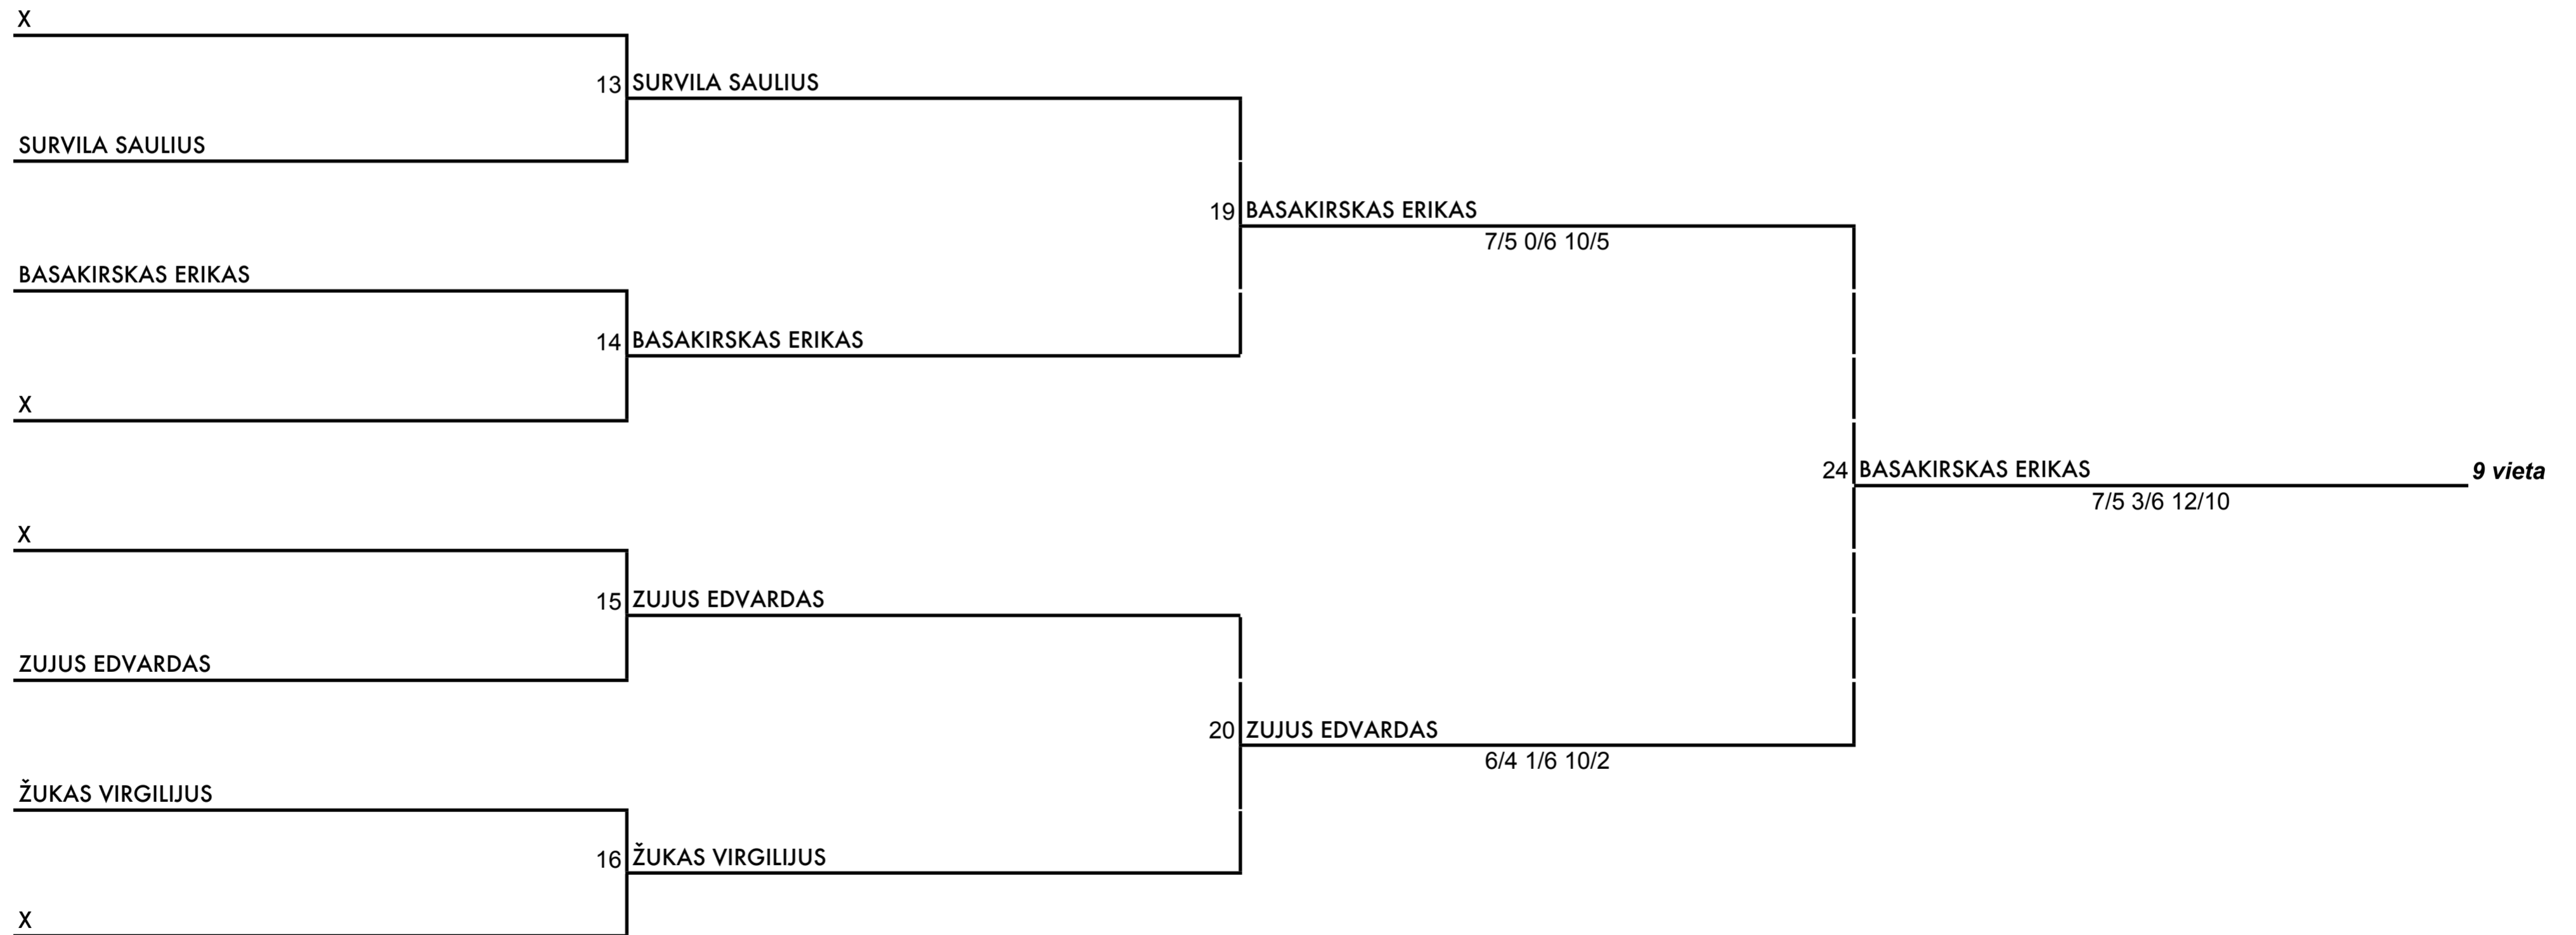 X
13 SURVILA SAULIUS
SURVILA SAULIUS
19 BASAKIRSKAS ERIKAS
7/5 0/6 10/5
BASAKIRSKAS ERIKAS
14 BASAKIRSKAS ERIKAS
X
24 BASAKIRSKAS ERIKAS 9 vieta
7/5 3/6 12/10
X
15 ZUJUS EDVARDAS
ZUJUS EDVARDAS
20 ZUJUS EDVARDAS
6/4 1/6 10/2
ŽUKAS VIRGILIJUS
16 ŽUKAS VIRGILIJUS
X